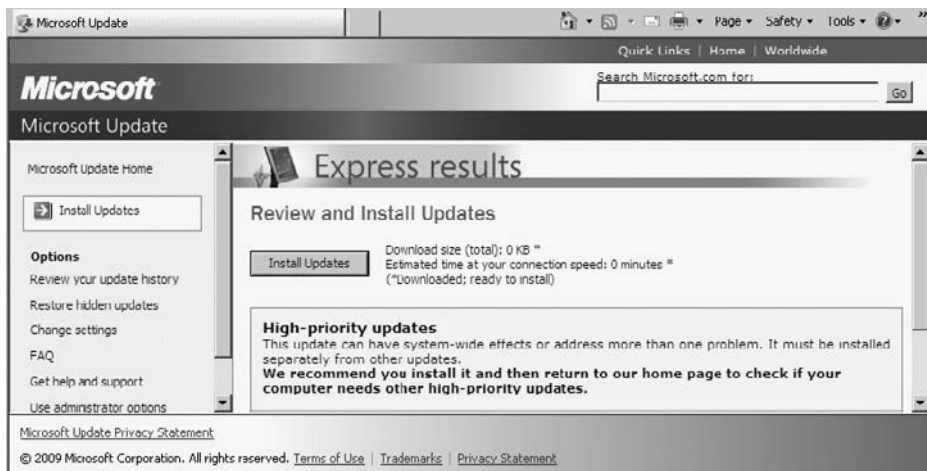 Microsoft Update
Page Safety Tools
»
Quick Links | Home | Worldwide
Microsoft
Search Microsoft.com for:
Go
Microsoft Update
Microsoft Update Home
Install Updates
Options
Review your update history
Restore hidden updates
Change settings
FAQ
Get help and support
Use administrator options
Express results
Review and Install Updates
Install Updates
Download size (total): 0 KB *
Estimated time at your connection speed: 0 minutes *
(*Downloaded; ready to install)
High-priority updates
This update can have system-wide effects or address more than one problem. It must be installed
separately from other updates.
We recommend you install it and then return to our home page to check if your
computer needs other high-priority updates.
Microsoft Update Privacy Statement
© 2009 Microsoft Corporation. All rights reserved. Terms of Use | Trademarks | Privacy Statement